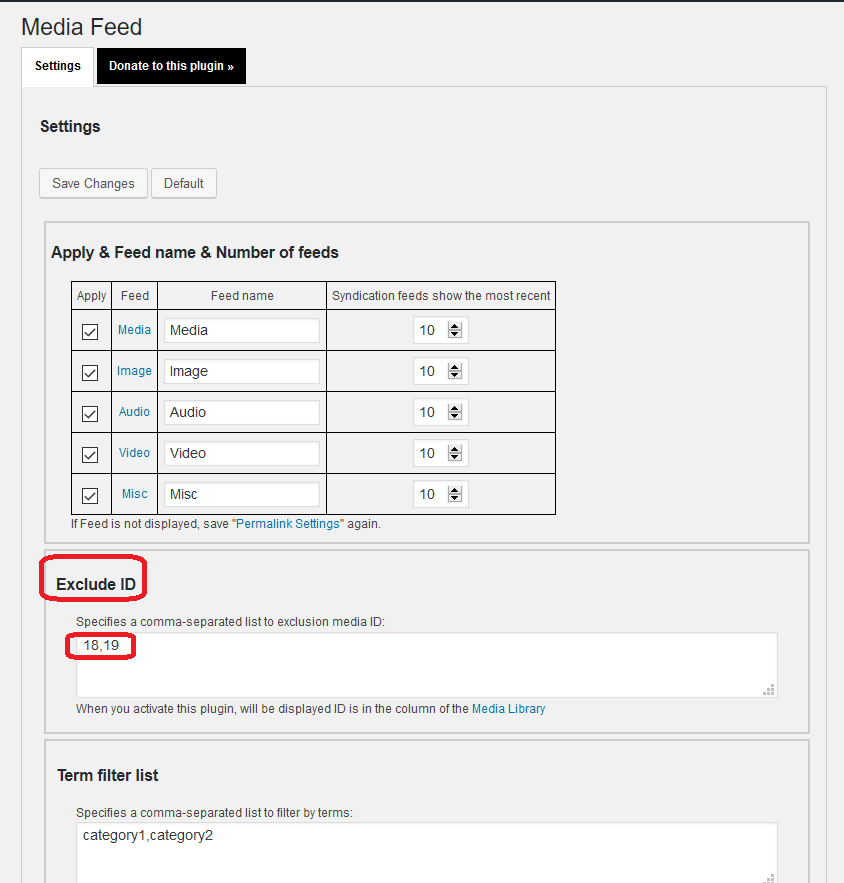 Media Feed
Settings
Donate to this plugin »
Settings
Save Changes Default
Apply & Feed name & Number of feeds
Apply Feed Feed name Syndication feeds show the most recent
Media Media 10
Image Image 10
Audio Audio 10
Video Video 10
Misc Misc 10
If Feed is not displayed, save "Permalink Settings" again.
Exclude ID
Specifies a comma-separated list to exclusion media ID:
18,19
When you activate this plugin, will be displayed ID is in the column of the Media Library
Term filter list
Specifies a comma-separated list to filter by terms:
category1,category2